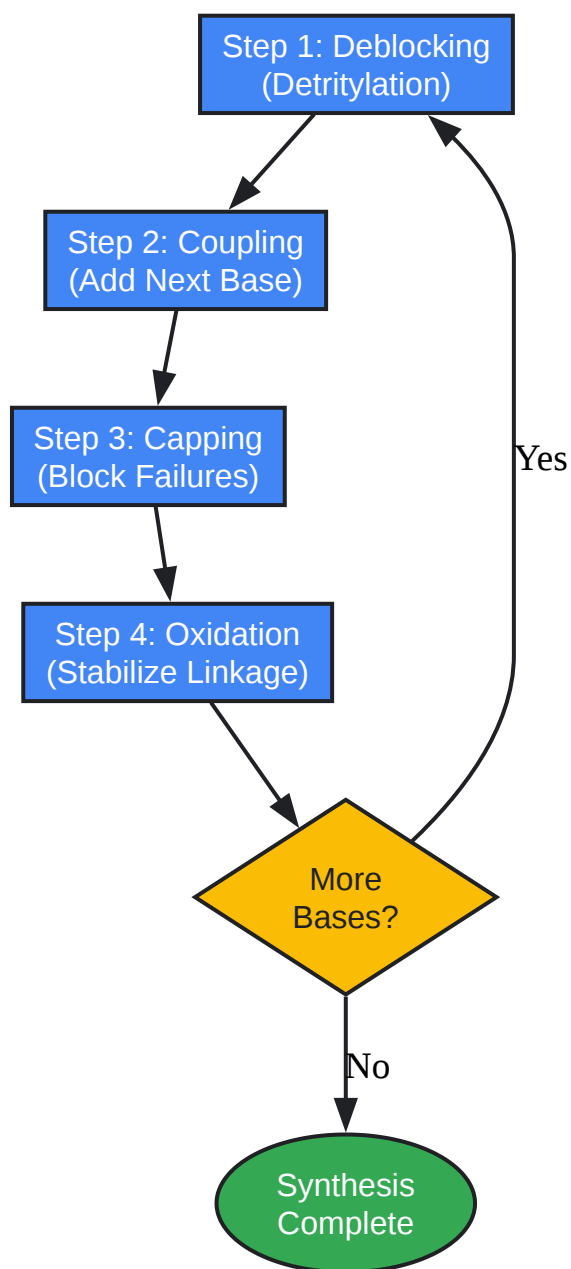 Step 1: Deblocking
(Detritylation)
Step 2: Coupling
(Add Next Base)
Step 3: Capping
(Block Failures)
Yes
Step 4: Oxidation
(Stabilize Linkage)
More
Bases?
No
Synthesis
Complete